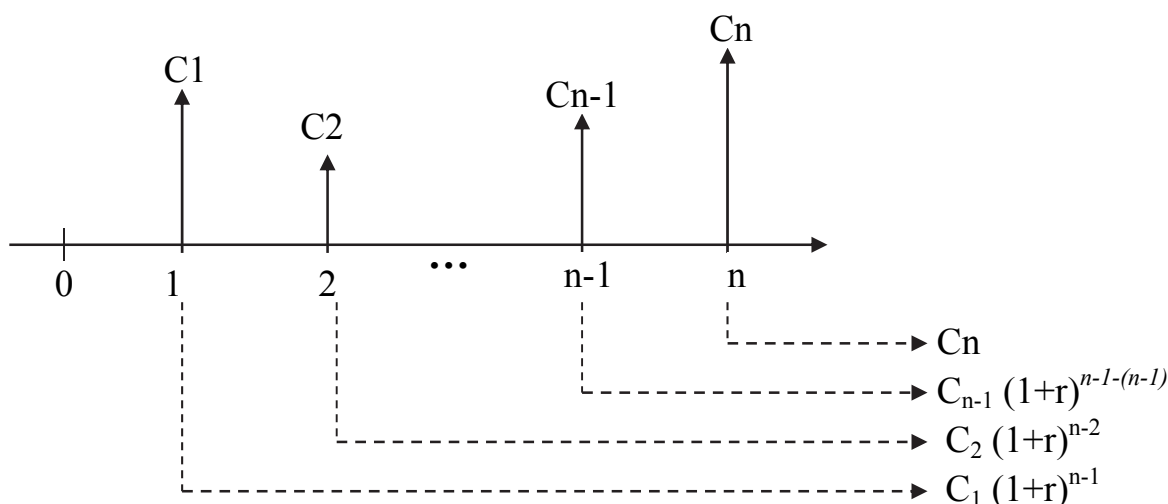 Cn
C1
Cn-1
C2
...
0 1 2 n-1 n
Cn
Cₙ₋₁ (1+r)ⁿ⁻¹⁻⁽ⁿ⁻¹⁾
C₂ (1+r)ⁿ⁻²
C₁ (1+r)ⁿ⁻¹